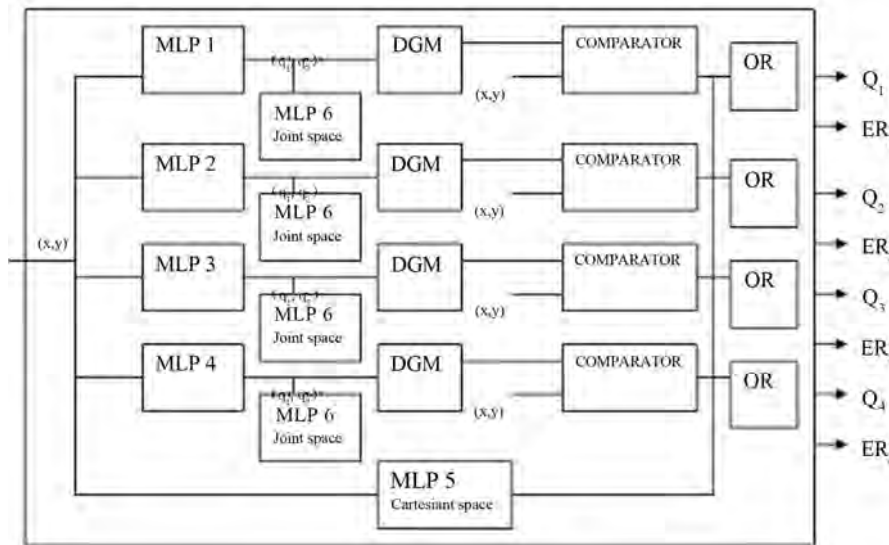 MLP 1
DGM
COMPARATOR
OR
(x,y)
Q1
MLP 6
Joint space
ER
MLP 2
DGM
COMPARATOR
OR
(x,y)
Q2
MLP 6
Joint space
(x,y)
ER
MLP 3
DGM
COMPARATOR
OR
(x,y)
Q3
MLP 6
Joint space
ER
MLP 4
DGM
COMPARATOR
OR
(x,y)
Q4
MLP 6
Joint space
ER
MLP 5
Cartesiant space